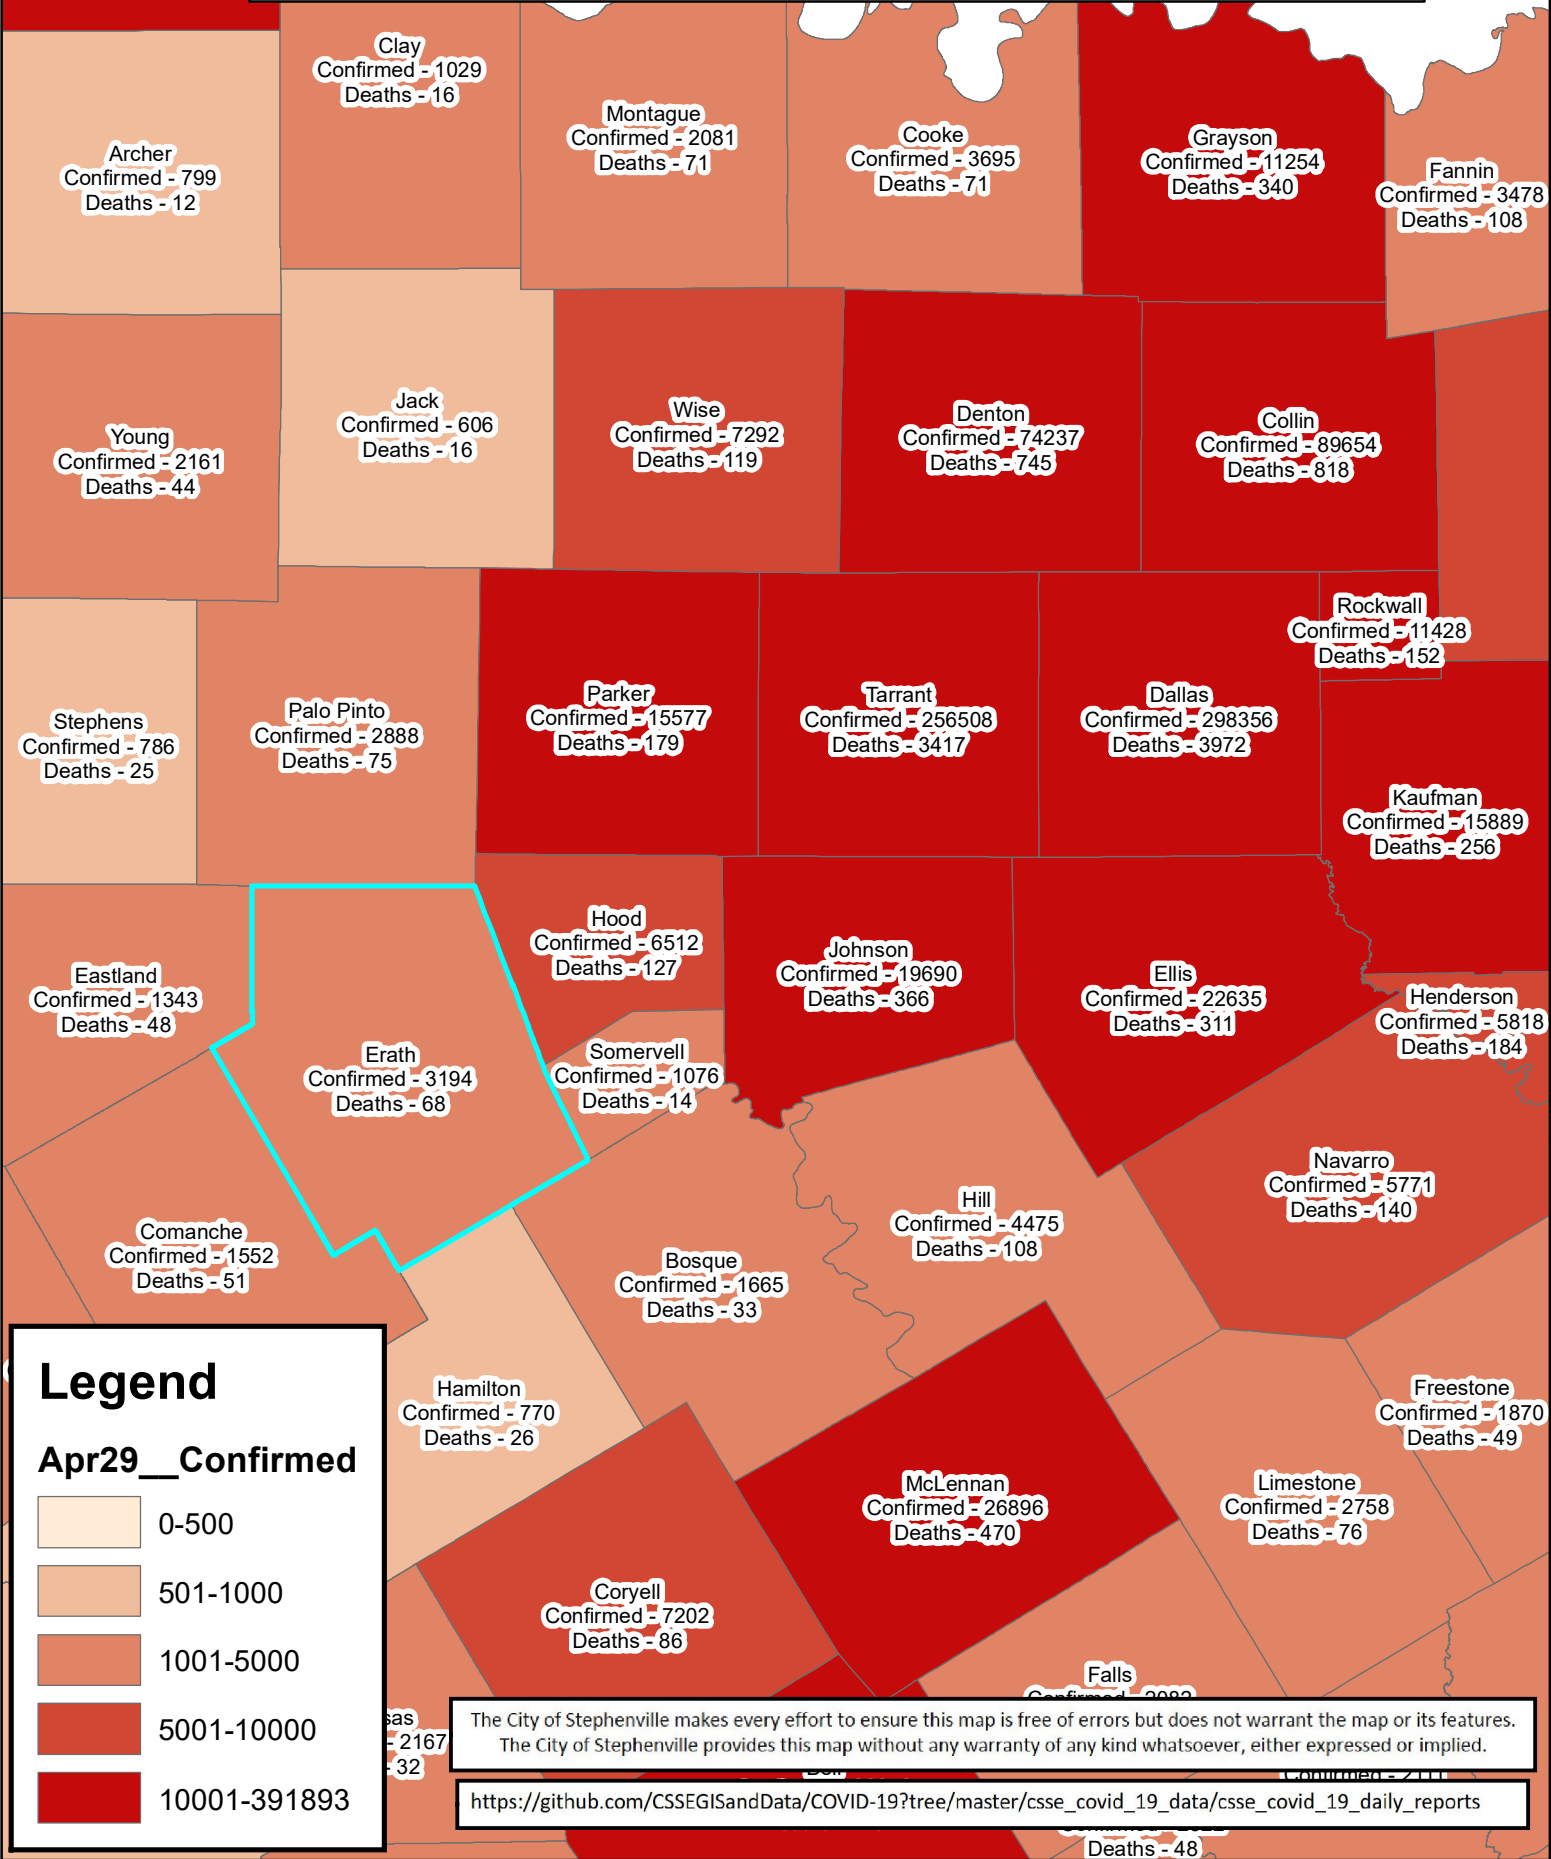 Clay
Confirmed - 1029
Deaths - 16
Montague
Confirmed - 2081
Deaths - 71
Cooke
Confirmed - 3695
Deaths - 71
Grayson
Confirmed - 11254
Deaths - 340
Archer
Confirmed - 799
Deaths - 12
Fannin
Confirmed - 3478
Deaths - 108
Jack
Confirmed - 606
Deaths - 16
Wise
Confirmed - 7292
Deaths - 119
Denton
Confirmed - 74237
Deaths - 745
Collin
Confirmed - 89654
Deaths - 818
Young
Confirmed - 2161
Deaths - 44
Rockwall
Confirmed - 11428
Deaths - 152
Stephens
Confirmed - 786
Deaths - 25
Palo Pinto
Confirmed - 2888
Deaths - 75
Parker
Confirmed - 15577
Deaths - 179
Tarrant
Confirmed - 256508
Deaths - 3417
Dallas
Confirmed - 298356
Deaths - 3972
Kaufman
Confirmed - 15889
Deaths - 256
Hood
Confirmed - 6512
Deaths - 127
Johnson
Confirmed - 19690
Deaths - 366
Ellis
Confirmed - 22635
Deaths - 311
Eastland
Confirmed - 1343
Deaths - 48
Henderson
Confirmed - 5818
Deaths - 184
Erath
Confirmed - 3194
Deaths - 68
Somervell
Confirmed - 1076
Deaths - 14
Navarro
Confirmed - 5771
Deaths - 140
Hill
Confirmed - 4475
Deaths - 108
Comanche
Confirmed - 1552
Deaths - 51
Bosque
Confirmed - 1665
Deaths - 33
Hamilton
Confirmed - 770
Deaths - 26
Freestone
Confirmed - 1870
Deaths - 49
McLennan
Confirmed - 26896
Deaths - 470
Limestone
Confirmed - 2758
Deaths - 76
Coryell
Confirmed - 7202
Deaths - 86
Falls
sas
- 2167
- 32
Deaths - 48
Legend
Apr29__Confirmed
0-500
501-1000
1001-5000
5001-10000
10001-391893
The City of Stephenville makes every effort to ensure this map is free of errors but does not warrant the map or its features.
The City of Stephenville provides this map without any warranty of any kind whatsoever, either expressed or implied.
https://github.com/CSSEGISandData/COVID-19?tree/master/csse_covid_19_data/csse_covid_19_daily_reports